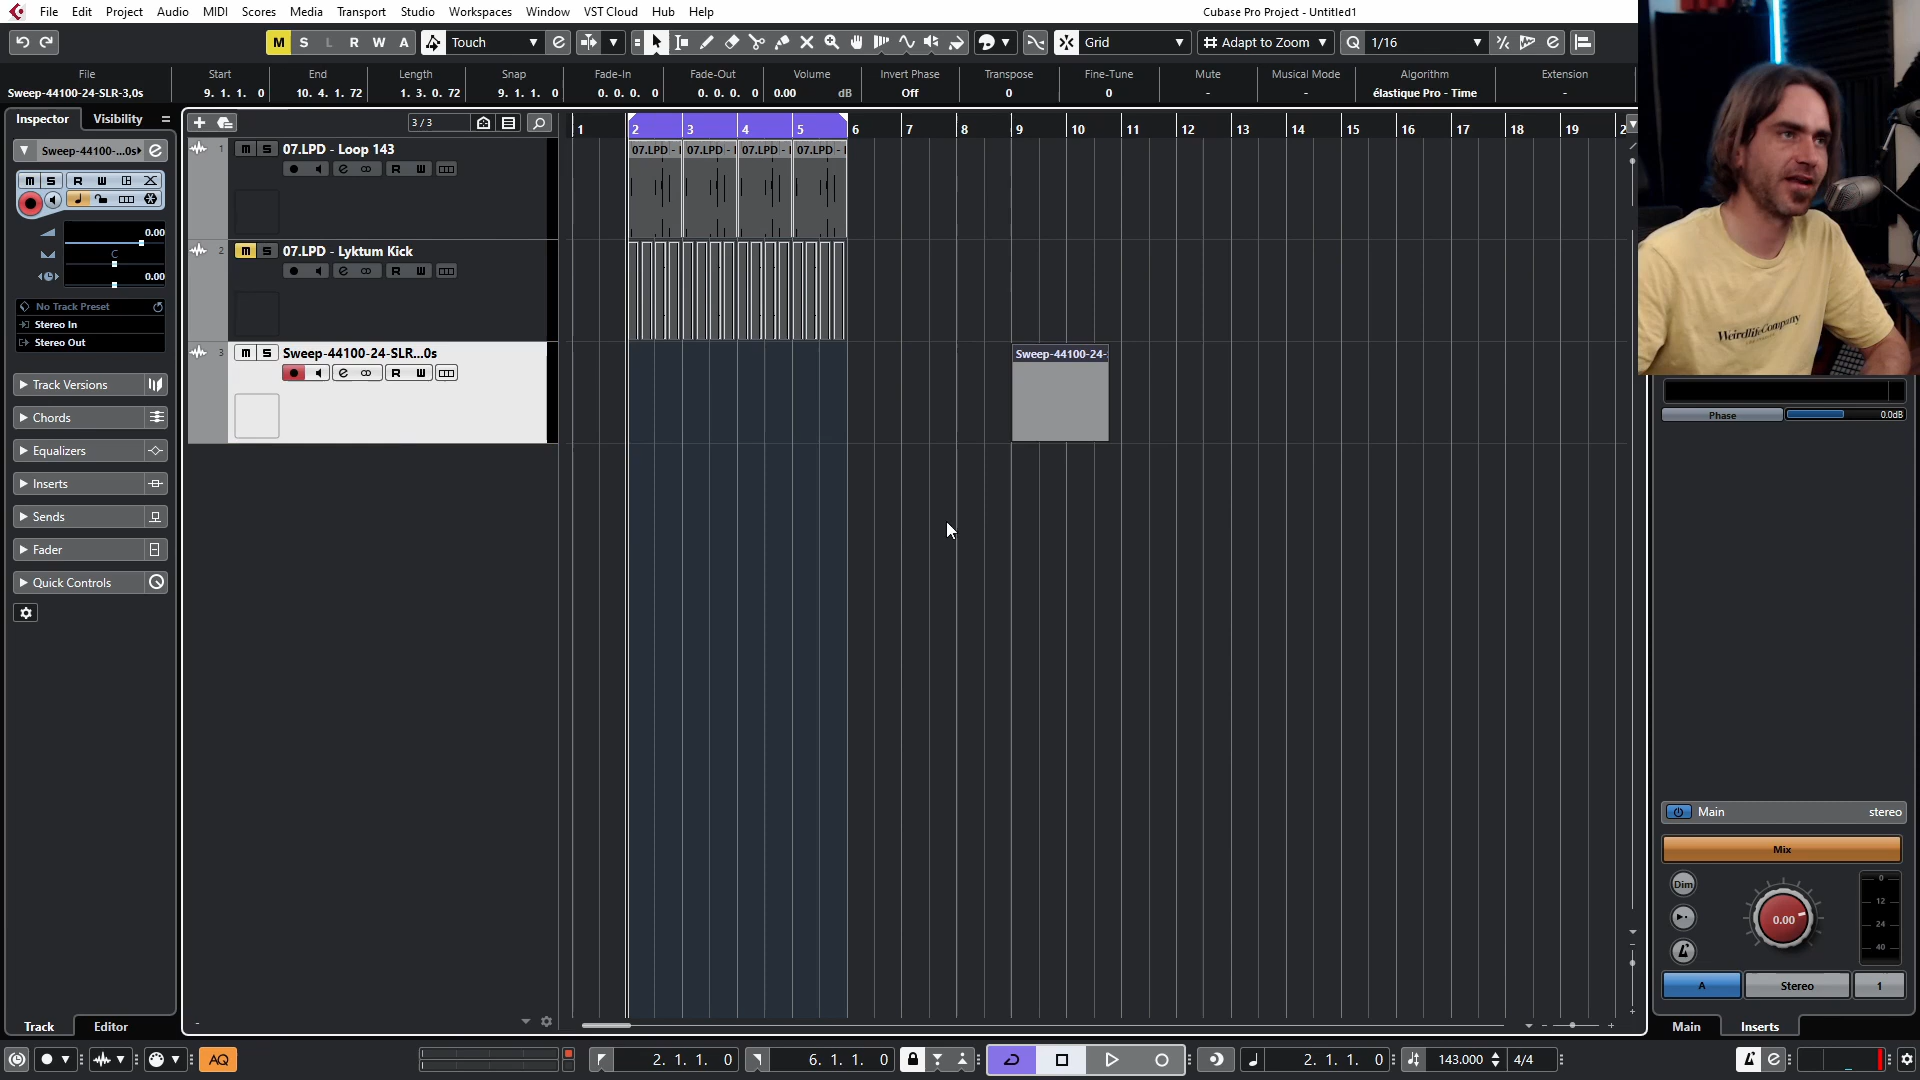 File Edit Project Audio MIDI Scores Media Transport Studio Workspaces Window VST Cloud Hub Help
Cubase Pro Project - Untitled1
M S L R W A Touch Grid Adapt to Zoom 1/16
File Start End Length Snap Fade-In Fade-Out Volume Invert Phase Transpose Fine-Tune Mute Musical Mode Algorithm Extension
Sweep-44100-24-SLR-3,0s 9. 1. 1. 0 10. 4. 1. 72 1. 3. 0. 72 9. 1. 1. 0 0. 0. 0. 0 0. 0. 0. 0 0.00 dB Off 0 0 - - élastique Pro - Time -
Inspector Visibility
3 / 3
1 2 3 4 5 6 7 8 9 10 11 12 13 14 15 16 17 18 19 2
Sweep-44100-...0s
m S R W
0.00
C
0.00
No Track Preset
Stereo In
Stereo Out
Track Versions
Chords
Equalizers
Inserts
Sends
Fader
Quick Controls
1 m S 07.LPD - Loop 143
R W
07.LPD - 07.LPD - 07.LPD - 07.LPD -
2 m S 07.LPD - Lyktum Kick
R W
3 m S Sweep-44100-24-SLR...0s
R W
Sweep-44100-24-
WeirdlifeCompany
Phase 0.0dB
Main stereo
Mix
Dim
0.00
0
12
24
40
A Stereo 1
Track Editor
Main Inserts
AQ 2. 1. 1. 0 6. 1. 1. 0 2. 1. 1. 0 143.000 4/4